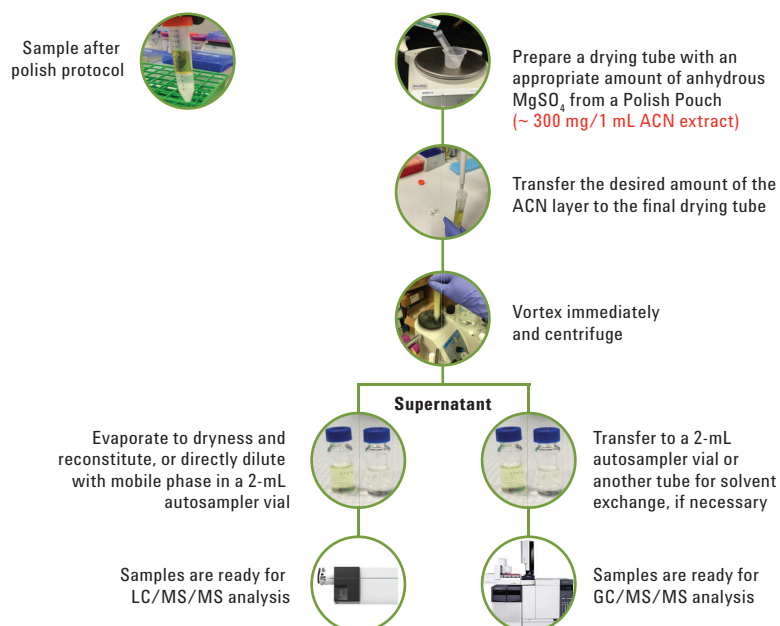 Sample after
polish protocol
Prepare a drying tube with an
appropriate amount of anhydrous
MgSO₄ from a Polish Pouch
(~ 300 mg/1 mL ACN extract)
Transfer the desired amount of the
ACN layer to the final drying tube
Vortex immediately
and centrifuge
Supernatant
Evaporate to dryness and
reconstitute, or directly dilute
with mobile phase in a 2-mL
autosampler vial
Transfer to a 2-mL
autosampler vial or
another tube for solvent
exchange, if necessary
Samples are ready for
LC/MS/MS analysis
Samples are ready for
GC/MS/MS analysis